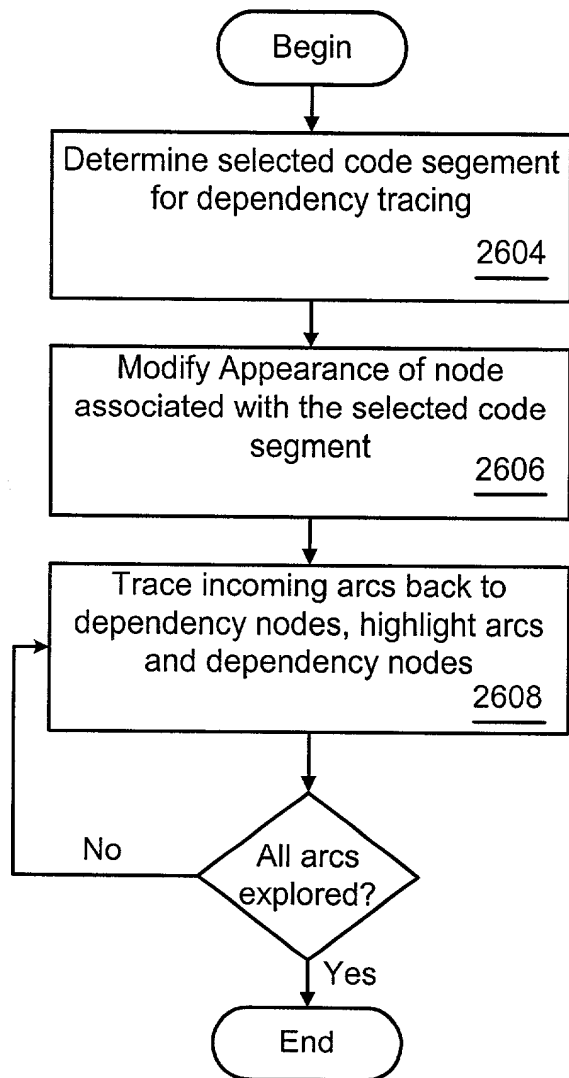 Begin
Determine selected code segement
for dependency tracing
2604
Modify Appearance of node
associated with the selected code
segment
2606
Trace incoming arcs back to
dependency nodes, highlight arcs
and dependency nodes
2608
No
All arcs
explored?
Yes
End